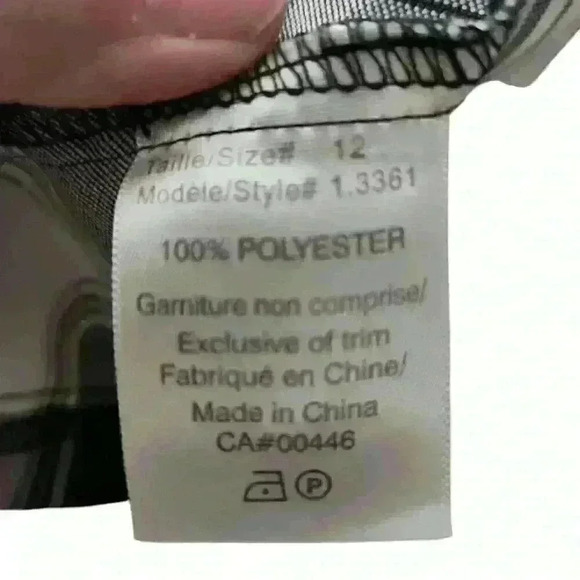 Taille/Size# 12
Modèle/Style# 1.3361
100% POLYESTER
Garniture non comprise/
Exclusive of trim
Fabriqué en Chine/
Made in China
CA#00446
P